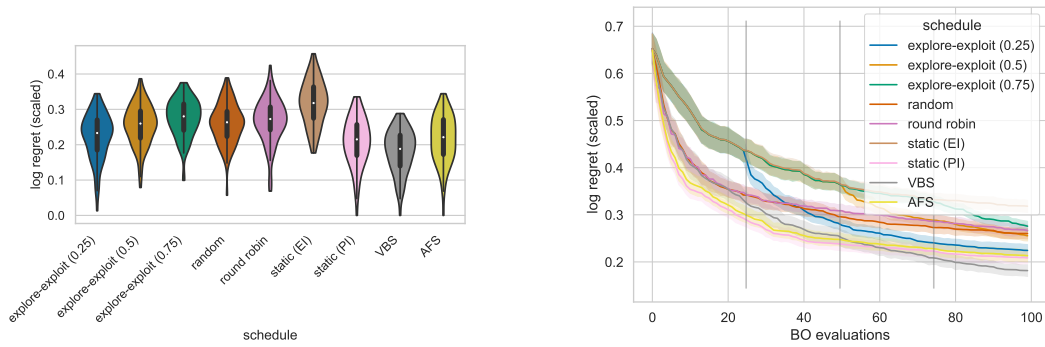 log regret (scaled)
0.4
0.3
0.2
0.1
0.0
explore-exploit (0.25)
explore-exploit (0.5)
explore-exploit (0.75)
random
round robin
static (EI)
static (PI)
VBS
AFS
schedule
log regret (scaled)
0.7
0.6
0.5
0.4
0.3
0.2
0
20
40
60
80
100
BO evaluations
schedule
explore-exploit (0.25)
explore-exploit (0.5)
explore-exploit (0.75)
random
round robin
static (EI)
static (PI)
VBS
AFS